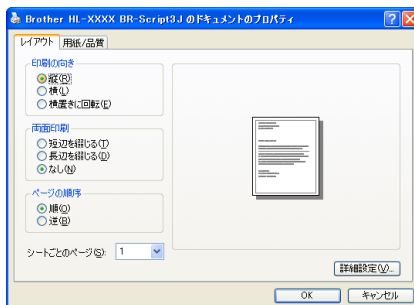 Brother HL-XXXX BR-Script3J のドキュメントのプロパティ
レイアウト 用紙/品質
印刷の向き
縦(R)
横(L)
横置きに回転(E)
両面印刷
短辺を綴じる(T)
長辺を綴じる(D)
なし(N)
ページの順序
順(O)
逆(B)
シートごとのページ(S): 1
詳細設定(V)...
OK キャンセル